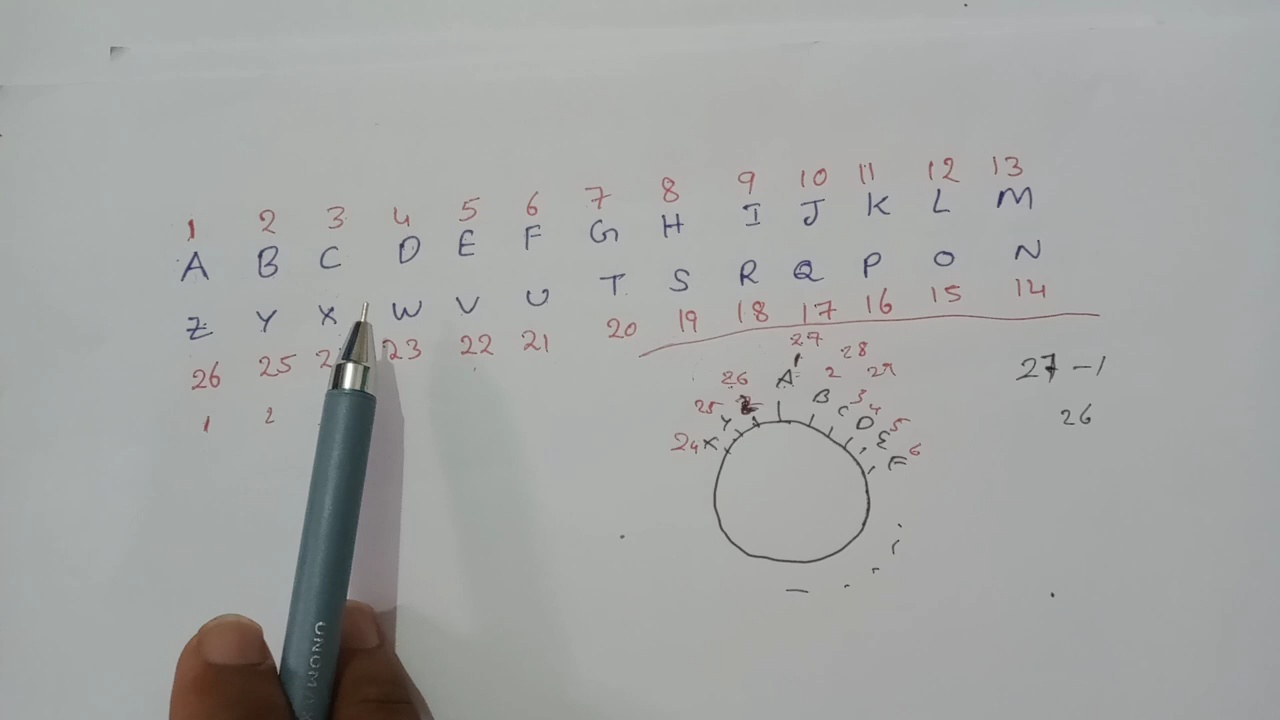 1 2 3 4 5 6 7 8 9 10 11 12 13
A B C D E F G H I J K L M
Z Y X W V U T S R Q P O N
26 25 2 23 22 21 20 19 18 17 16 15 14
1 2
27
28
26 A 2 27
25 B 3
Y C 4
24 X D 5
E 6
F
27 - 1
26
UNOM